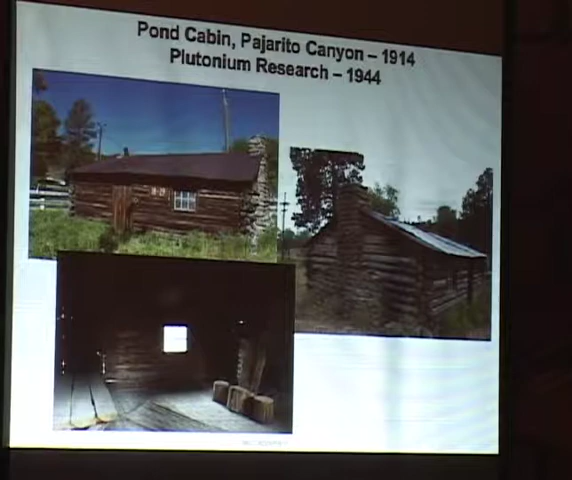 Pond Cabin, Pajarito Canyon – 1914
Plutonium Research – 1944